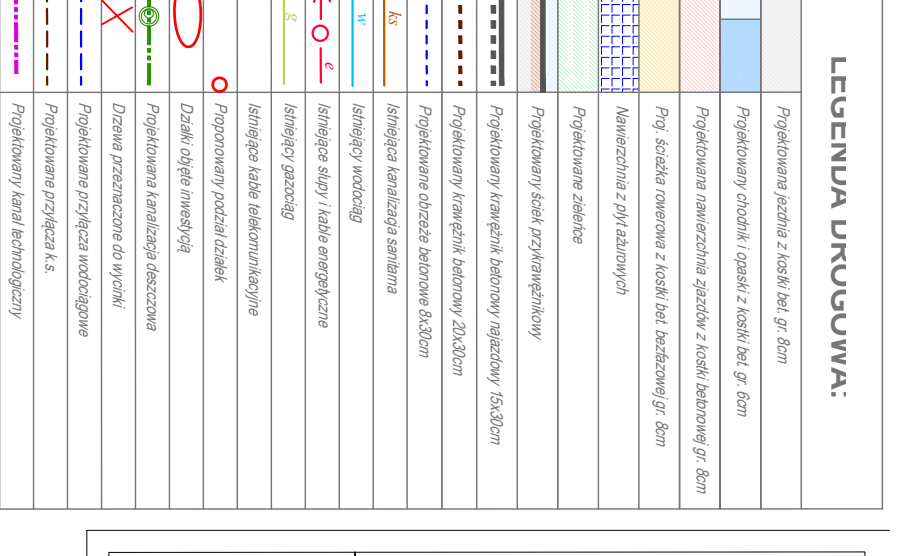 LEGENDA DROGOWA:
Projektowana jezdnia z kostki bet. gr. 8cm
Projektowany chodnik i opaski z kostki bet. gr. 6cm
Projektowana nawierzchnia zjazdów z kostki betonowej gr. 8cm
Proj. ścieżka rowerowa z kostki bet. bezfazowej gr. 8cm
Nawierzchnia z płyt ażurowych
Projektowane zieleńce
Projektowany ściek przykrawężnikowy
Projektowany krawężnik betonowy najazdowy 15x30cm
Projektowany krawężnik betonowy 20x30cm
Projektowane obrzeże betonowe 8x30cm
ks Istniejąca kanalizacja sanitarna
w Istniejący wodociąg
e Istniejące słupy i kable energetyczne
g Istniejący gazociąg
Istniejące kable telekomunikacyjne
Proponowany podział działek
Działki objęte inwestycją
Projektowana kanalizacja deszczowa
Drzewa przeznaczone do wycinki
Projektowane przyłącza wodociągowe
Projektowane przyłącza k.s.
Projektowany kanał technologiczny